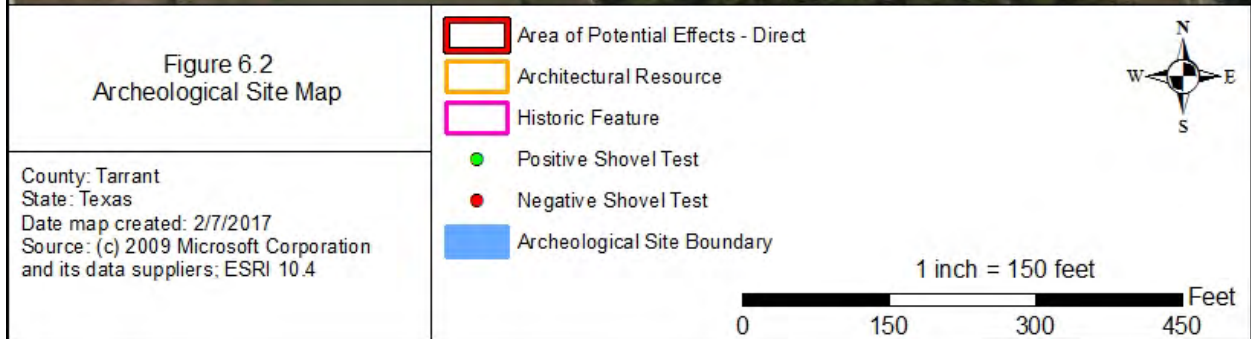 Figure 6.2
Archeological Site Map
County: Tarrant
State: Texas
Date map created: 2/7/2017
Source: (c) 2009 Microsoft Corporation
and its data suppliers; ESRI 10.4
Area of Potential Effects - Direct
Architectural Resource
Historic Feature
Positive Shovel Test
Negative Shovel Test
Archeological Site Boundary
N
W E
S
1 inch = 150 feet
Feet
0 150 300 450